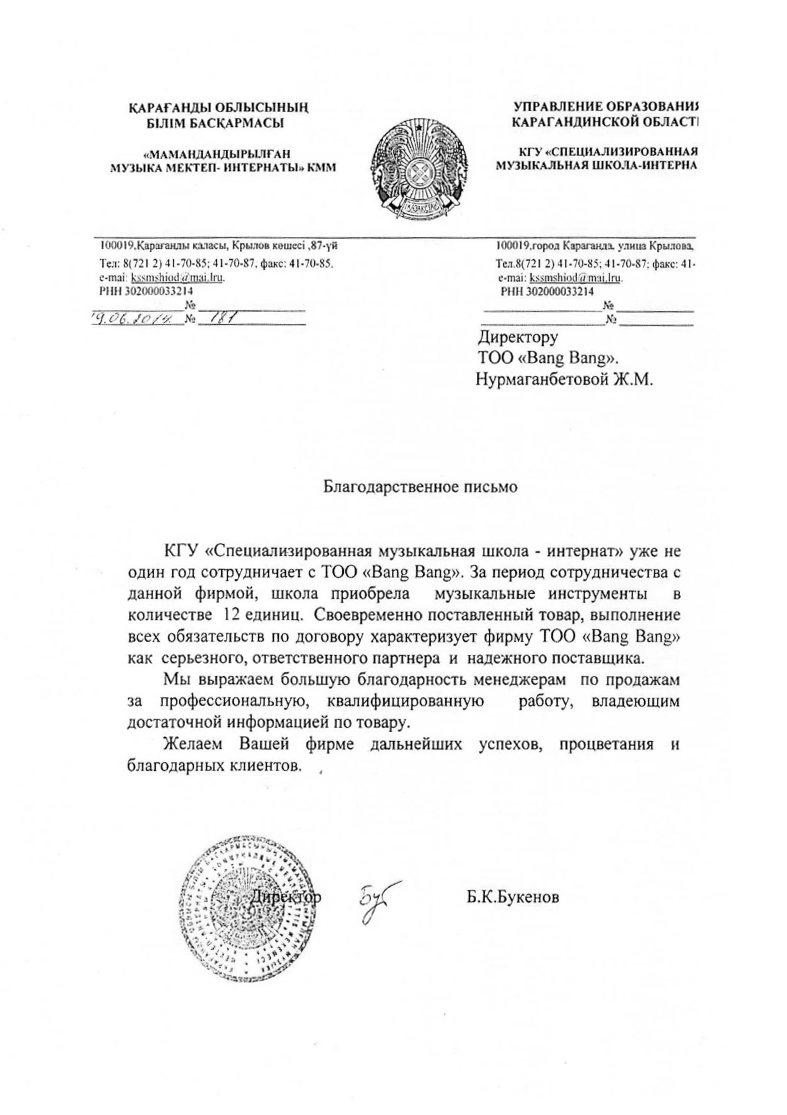 ҚАРАҒАНДЫ ОБЛЫСЫНЫҢ
БІЛІМ БАСҚАРМАСЫ
«МАМАНДАНДЫРЫЛҒАН
МУЗЫКА МЕКТЕП- ИНТЕРНАТЫ» КММ
УПРАВЛЕНИЕ ОБРАЗОВАНИЯ
КАРАГАНДИНСКОЙ ОБЛАСТ
КГУ «СПЕЦИАЛИЗИРОВАННАЯ
МУЗЫКАЛЬНАЯ ШКОЛА-ИНТЕРНА
ҚАЗАҚСТАН
100019,Қарағанды қаласы, Крылов көшесі ,87-үй
Тел: 8(721 2) 41-70-85; 41-70-87, факс: 41-70-85.
e-mai: kssmshiod@mai.lru.
РНН 302000033214
№
19.06.2014 № 181
100019,город Караганда, улица Крылова,
Тел.8(721 2) 41-70-85; 41-70-87; факс: 41-
e-mai: kssmshiod@mai.lru.
РНН 302000033214
№
№
Директору
ТОО «Bang Bang».
Нурмаганбетовой Ж.М.
Благодарственное письмо
КГУ «Специализированная музыкальная школа - интернат» уже не
один год сотрудничает с ТОО «Bang Bang». За период сотрудничества с
данной фирмой, школа приобрела музыкальные инструменты в
количестве 12 единиц. Своевременно поставленный товар, выполнение
всех обязательств по договору характеризует фирму ТОО «Bang Bang»
как серьезного, ответственного партнера и надежного поставщика.
Мы выражаем большую благодарность менеджерам по продажам
за профессиональную, квалифицированную работу, владеющим
достаточной информацией по товару.
Желаем Вашей фирме дальнейших успехов, процветания и
благодарных клиентов.
Директор
Б.К.Букенов